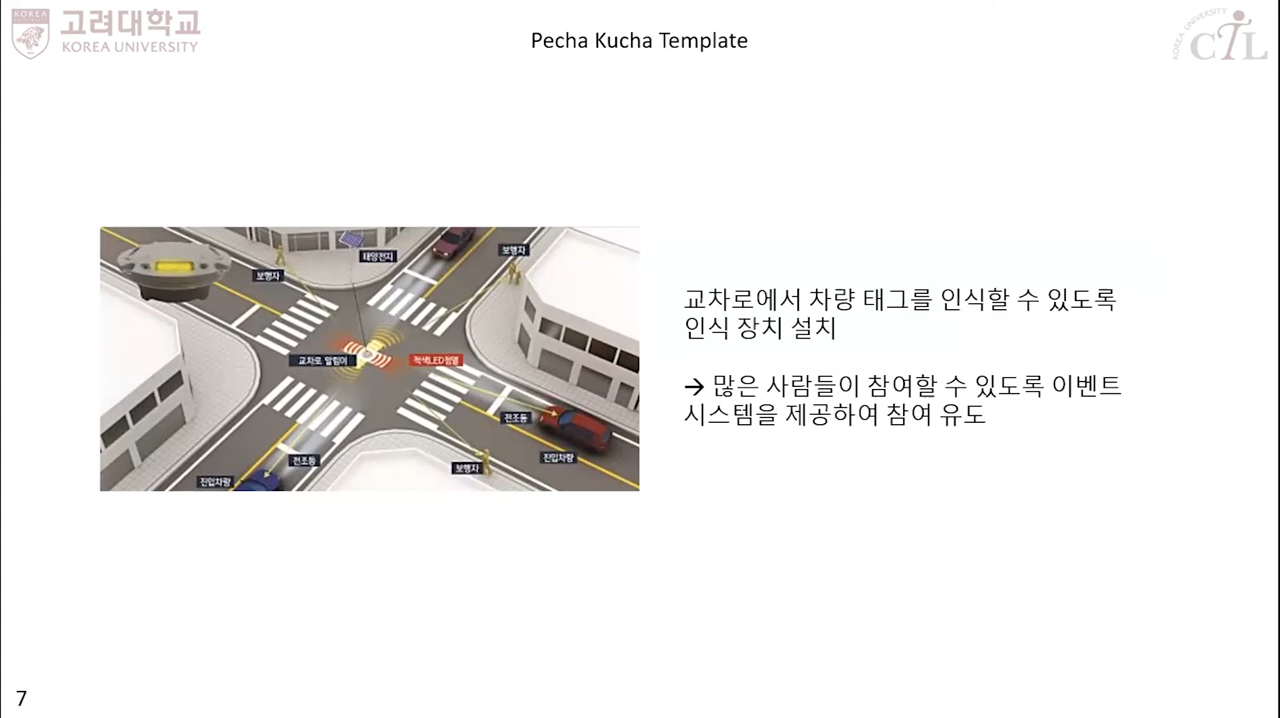 KOREA
고려대학교
KOREA UNIVERSITY
Pecha Kucha Template
KOREA UNIVERSITY
CTL
보행자
태양전지
보행자
교차로 알림이
적색LED점멸
전조등
진입차량
전조등
보행자
진입차량
교차로에서 차량 태그를 인식할 수 있도록
인식 장치 설치
→ 많은 사람들이 참여할 수 있도록 이벤트
시스템을 제공하여 참여 유도
7